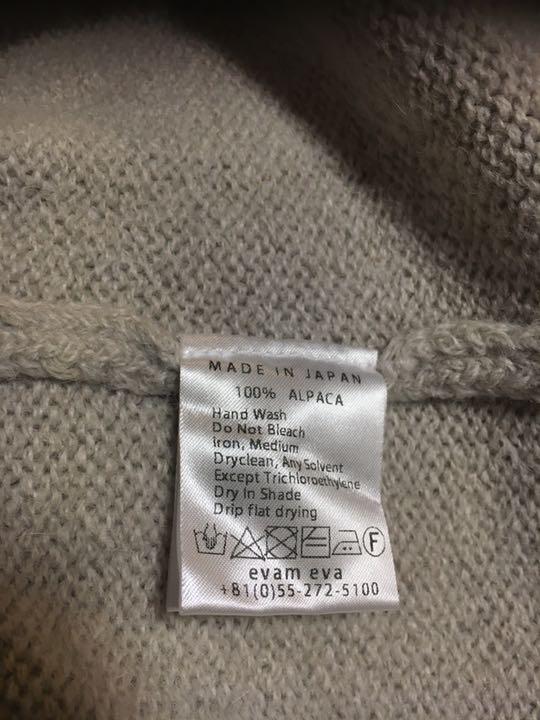 MADE IN JAPAN
100% ALPACA
Hand Wash
Do Not Bleach
Iron, Medium
Dryclean, Any Solvent
Except Trichloroethylene
Dry In Shade
Drip flat drying
F
evam eva
+81(0)55-272-5100